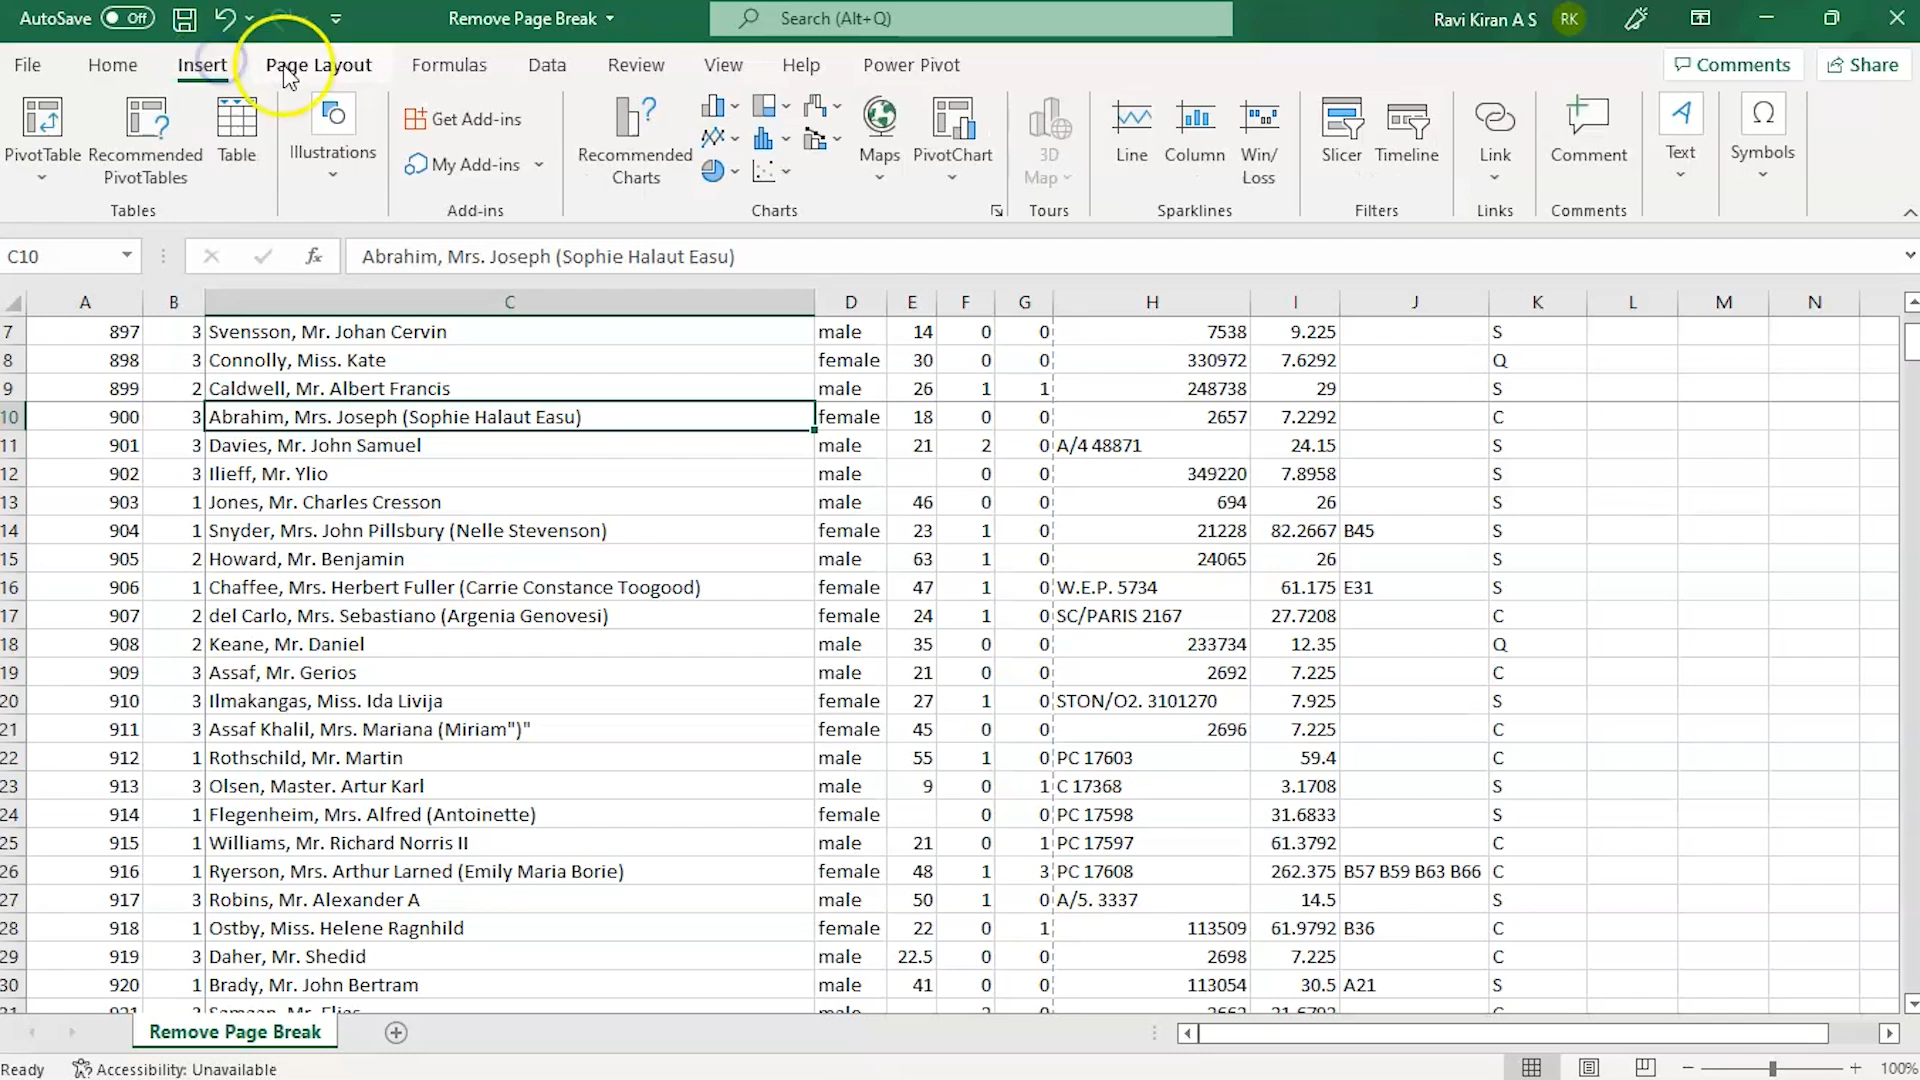 AutoSave Off Remove Page Break Search (Alt+Q) Ravi Kiran A S RK
File Home Insert Page Layout Formulas Data Review View Help Power Pivot Comments Share
PivotTable Recommended PivotTables Table Illustrations Get Add-ins My Add-ins Recommended Charts Maps PivotChart 3D Map Line Column Win/Loss Slicer Timeline Link Comment Text Symbols
Tables Add-ins Charts Tours Sparklines Filters Links Comments
C10 fx Abrahim, Mrs. Joseph (Sophie Halaut Easu)
A B C D E F G H I J K L M N
7 897 3 Svensson, Mr. Johan Cervin male 14 0 0 7538 9.225 S
8 898 3 Connolly, Miss. Kate female 30 0 0 330972 7.6292 Q
9 899 2 Caldwell, Mr. Albert Francis male 26 1 1 248738 29 S
10 900 3 Abrahim, Mrs. Joseph (Sophie Halaut Easu) female 18 0 0 2657 7.2292 C
11 901 3 Davies, Mr. John Samuel male 21 2 0 A/4 48871 24.15 S
12 902 3 Ilieff, Mr. Ylio male 0 0 349220 7.8958 S
13 903 1 Jones, Mr. Charles Cresson male 46 0 0 694 26 S
14 904 1 Snyder, Mrs. John Pillsbury (Nelle Stevenson) female 23 1 0 21228 82.2667 B45 S
15 905 2 Howard, Mr. Benjamin male 63 1 0 24065 26 S
16 906 1 Chaffee, Mrs. Herbert Fuller (Carrie Constance Toogood) female 47 1 0 W.E.P. 5734 61.175 E31 S
17 907 2 del Carlo, Mrs. Sebastiano (Argenia Genovesi) female 24 1 0 SC/PARIS 2167 27.7208 C
18 908 2 Keane, Mr. Daniel male 35 0 0 233734 12.35 Q
19 909 3 Assaf, Mr. Gerios male 21 0 0 2692 7.225 C
20 910 3 Ilmakangas, Miss. Ida Livija female 27 1 0 STON/O2. 3101270 7.925 S
21 911 3 Assaf Khalil, Mrs. Mariana (Miriam")" female 45 0 0 2696 7.225 C
22 912 1 Rothschild, Mr. Martin male 55 1 0 PC 17603 59.4 C
23 913 3 Olsen, Master. Artur Karl male 9 0 1 C 17368 3.1708 S
24 914 1 Flegenheim, Mrs. Alfred (Antoinette) female 0 0 PC 17598 31.6833 S
25 915 1 Williams, Mr. Richard Norris II male 21 0 1 PC 17597 61.3792 C
26 916 1 Ryerson, Mrs. Arthur Larned (Emily Maria Borie) female 48 1 3 PC 17608 262.375 B57 B59 B63 B66 C
27 917 3 Robins, Mr. Alexander A male 50 1 0 A/5. 3337 14.5 S
28 918 1 Ostby, Miss. Helene Ragnhild female 22 0 1 113509 61.9792 B36 C
29 919 3 Daher, Mr. Shedid male 22.5 0 0 2698 7.225 C
30 920 1 Brady, Mr. John Bertram male 41 0 0 113054 30.5 A21 S
Remove Page Break
Ready Accessibility: Unavailable 100%